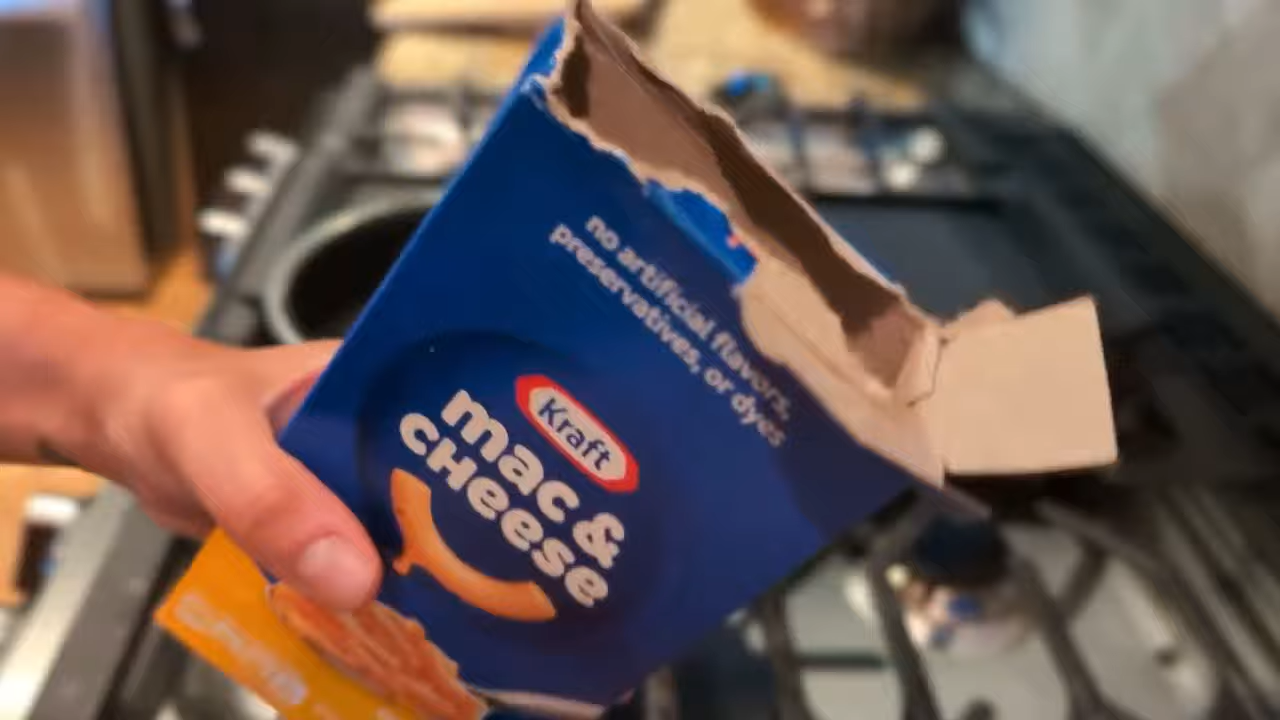 no artificial flavors,
preservatives, or dyes
Kraft
mac &
cHeese